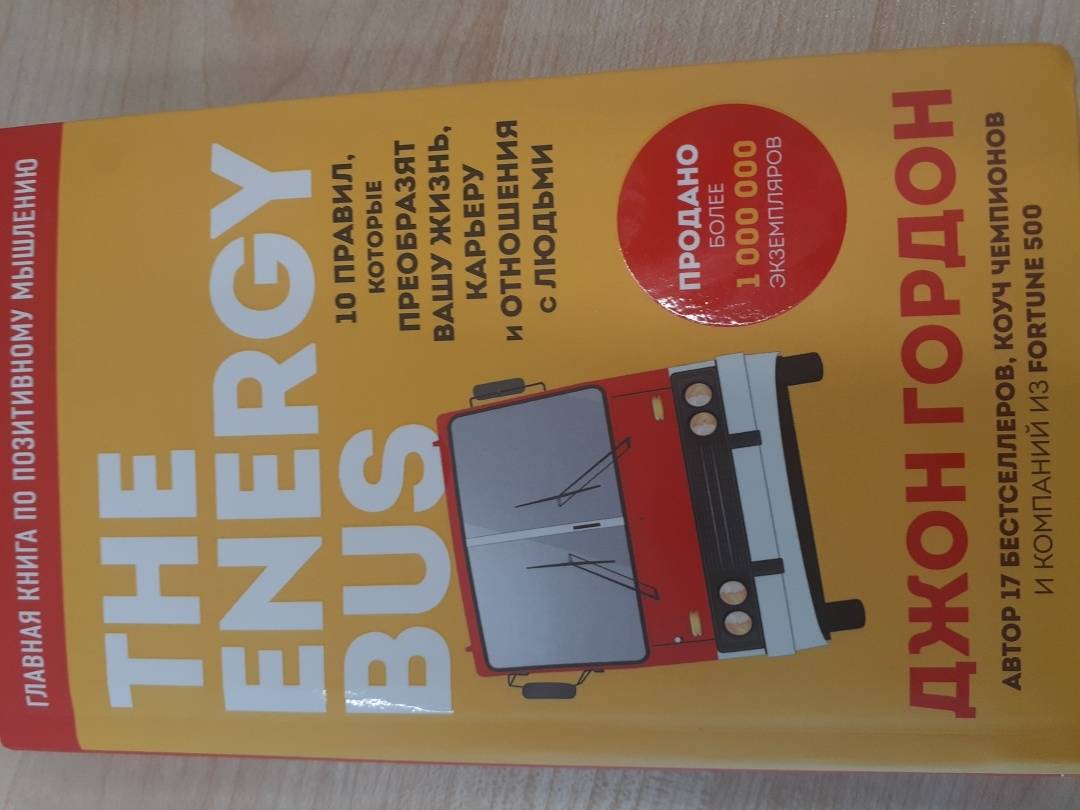 ГЛАВНАЯ КНИГА ПО ПОЗИТИВНОМУ МЫШЛЕНИЮ
THE
ENERGY
BUS
10 ПРАВИЛ,
КОТОРЫЕ
ПРЕОБРАЗЯТ
ВАШУ ЖИЗНЬ,
КАРЬЕРУ
И ОТНОШЕНИЯ
С ЛЮДЬМИ
ПРОДАНО
БОЛЕЕ
1 000 000
ЭКЗЕМПЛЯРОВ
ДЖОН ГОРДОН
АВТОР 17 БЕСТСЕЛЛЕРОВ, КОУЧ ЧЕМПИОНОВ
И КОМПАНИЙ ИЗ FORTUNE 500